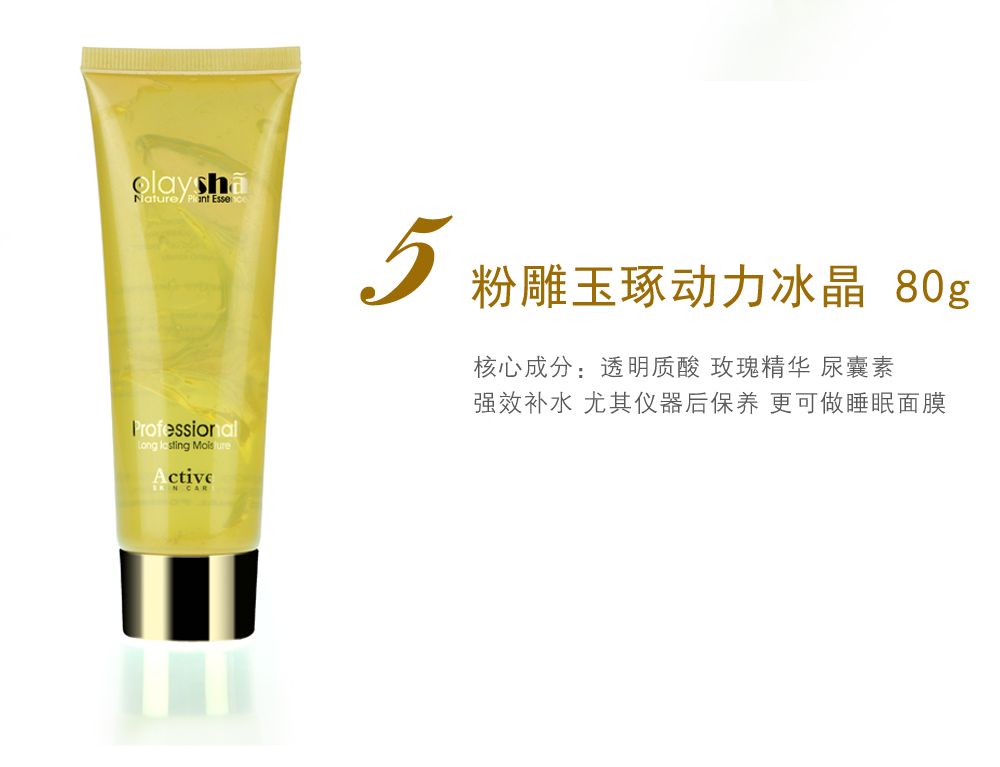 olayshã
Nature/Plant Essence
Professional
Long lasting Moisture
Active
SKIN CARE
5
粉雕玉琢动力冰晶 80g
核心成分：透明质酸 玫瑰精华 尿囊素
强效补水 尤其仪器后保养 更可做睡眠面膜